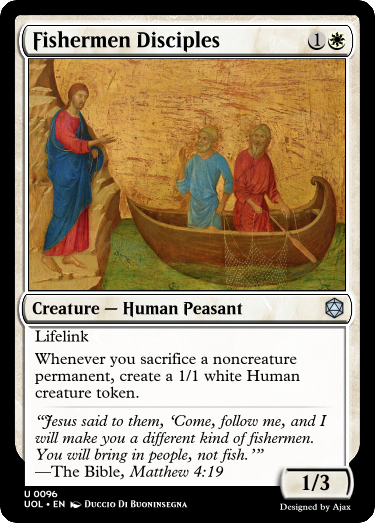 Fishermen Disciples 1
Creature — Human Peasant
Lifelink
Whenever you sacrifice a noncreature
permanent, create a 1/1 white Human
creature token.
“Jesus said to them, ‘Come, follow me, and I
will make you a different kind of fishermen.
You will bring in people, not fish.’”
—The Bible, Matthew 4:19
1/3
U 0096
UOL • EN Duccio Di Buoninsegna
Designed by Ajax